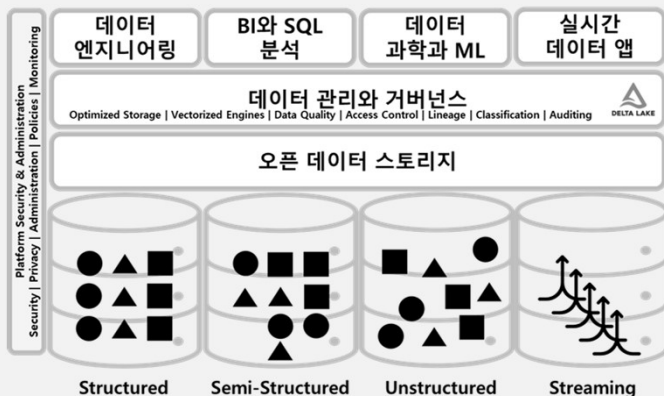 데이터
엔지니어링
BI와 SQL
분석
데이터
과학과 ML
실시간
데이터 앱
Platform Security & Administration
Security | Privacy | Administration | Policies | Monitoring
데이터 관리와 거버넌스
Optimized Storage | Vectorized Engines | Data Quality | Access Control | Lineage | Classification | Auditing
DELTA LAKE
오픈 데이터 스토리지
Structured
Semi-Structured
Unstructured
Streaming